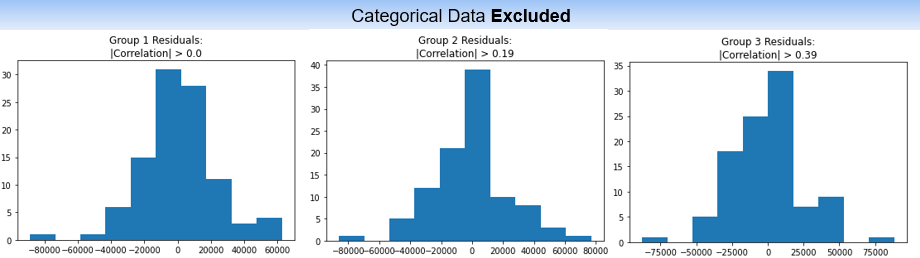 Categorical Data Excluded
Group 1 Residuals:
|Correlation| > 0.0
30
25
20
15
10
5
0
-80000 -60000 -40000 -20000 0 20000 40000 60000
Group 2 Residuals:
|Correlation| > 0.19
40
35
30
25
20
15
10
5
0
-80000 -60000 -40000 -20000 0 20000 40000 60000 80000
Group 3 Residuals:
|Correlation| > 0.39
35
30
25
20
15
10
5
0
-75000 -50000 -25000 0 25000 50000 75000